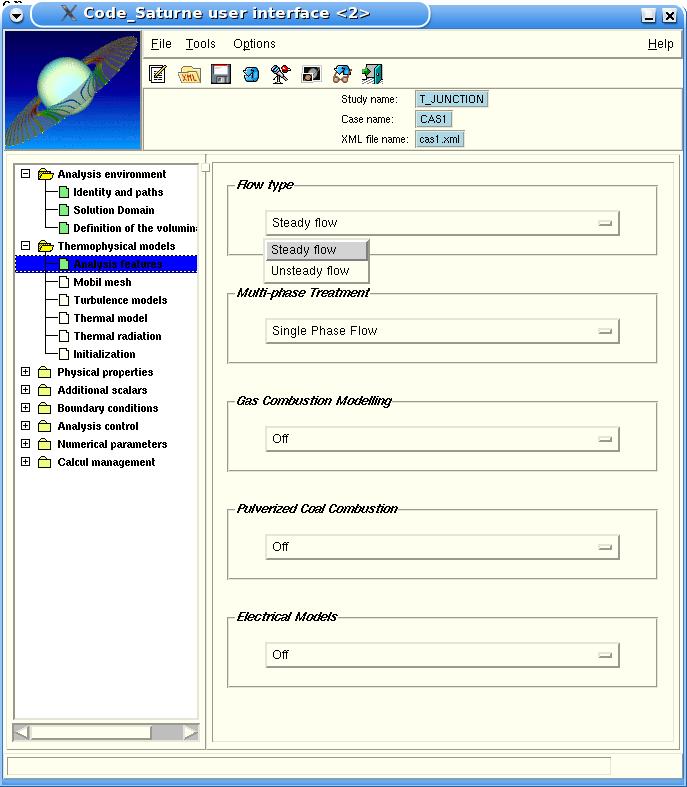 Code_Saturne user interface <2>
File Tools Options Help
XML
Study name: T_JUNCTION
Case name: CAS1
XML file name: cas1.xml
Analysis environment
Identity and paths
Solution Domain
Definition of the volumin
Thermophysical models
Analysis features
Mobil mesh
Turbulence models
Thermal model
Thermal radiation
Initialization
Physical properties
Additional scalars
Boundary conditions
Analysis control
Numerical parameters
Calcul management
Flow type
Steady flow
Steady flow
Unsteady flow
Multi-phase Treatment
Single Phase Flow
Gas Combustion Modelling
Off
Pulverized Coal Combustion
Off
Electrical Models
Off